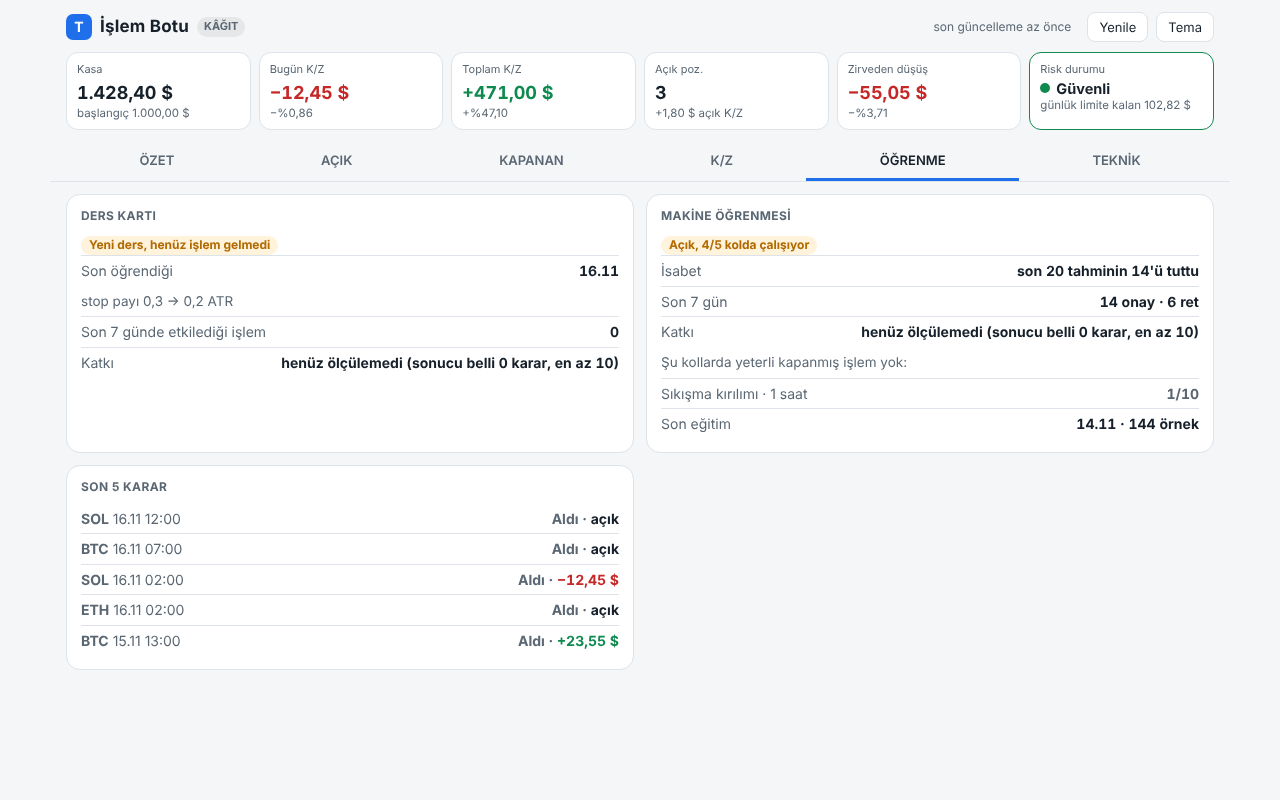 T İşlem Botu KÂĞIT son güncelleme az önce Yenile Tema
Kasa
1.428,40 $
başlangıç 1.000,00 $
Bugün K/Z
−12,45 $
−%0,86
Toplam K/Z
+471,00 $
+%47,10
Açık poz.
3
+1,80 $ açık K/Z
Zirveden düşüş
−55,05 $
−%3,71
Risk durumu
Güvenli
günlük limite kalan 102,82 $
ÖZET AÇIK KAPANAN K/Z ÖĞRENME TEKNİK
DERS KARTI
Yeni ders, henüz işlem gelmedi
Son öğrendiği 16.11
stop payı 0,3 → 0,2 ATR
Son 7 günde etkilediği işlem 0
Katkı henüz ölçülemedi (sonucu belli 0 karar, en az 10)
MAKİNE ÖĞRENMESİ
Açık, 4/5 kolda çalışıyor
İsabet son 20 tahminin 14'ü tuttu
Son 7 gün 14 onay · 6 ret
Katkı henüz ölçülemedi (sonucu belli 0 karar, en az 10)
Şu kollarda yeterli kapanmış işlem yok:
Sıkışma kırılımı · 1 saat 1/10
Son eğitim 14.11 · 144 örnek
SON 5 KARAR
SOL 16.11 12:00 Aldı · açık
BTC 16.11 07:00 Aldı · açık
SOL 16.11 02:00 Aldı · −12,45 $
ETH 16.11 02:00 Aldı · açık
BTC 15.11 13:00 Aldı · +23,55 $